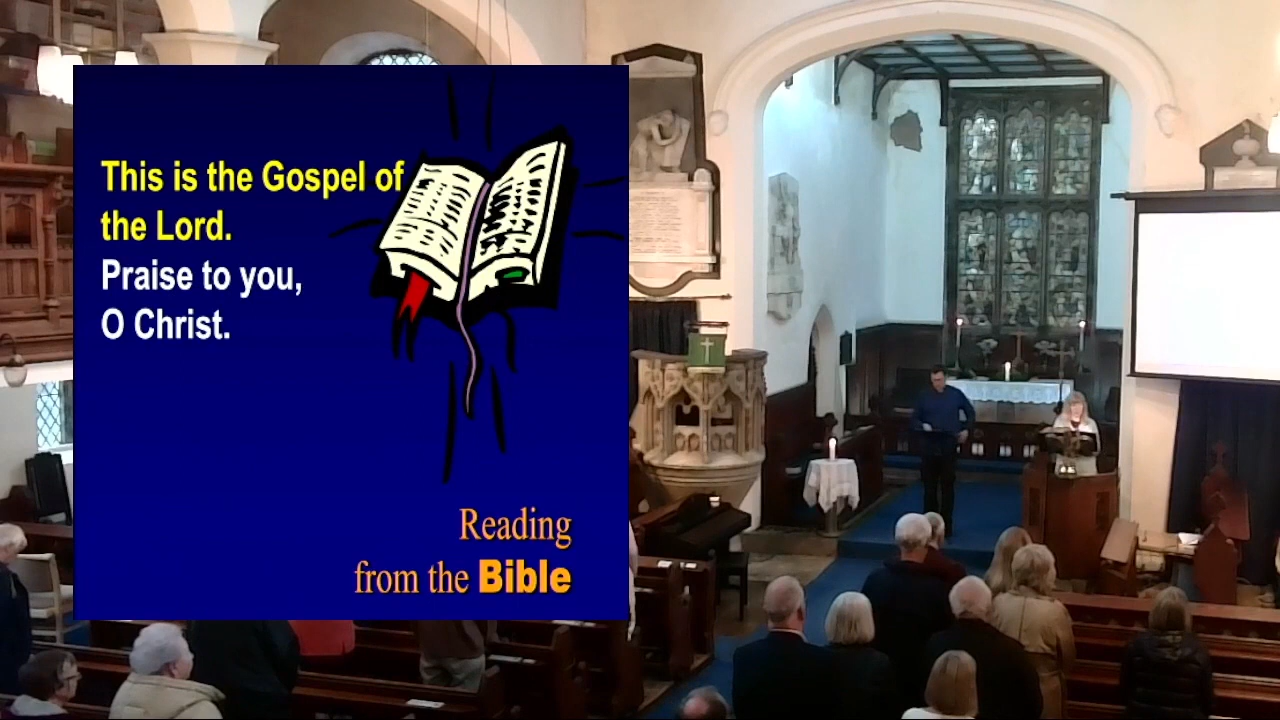 This is the Gospel of
the Lord.
Praise to you,
O Christ.
Reading
from the Bible